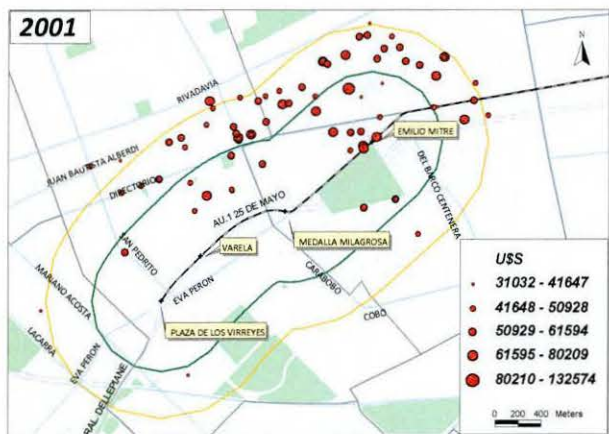 2001
N
RIVADAVIA
JUAN BAUTISTA ALBERDI
EMILIO MITRE
DIRECTORIO
DEL BARCO CENTENERA
AU.1 25 DE MAYO
SAN PEDRITO
VARELA
MEDALLA MILAGROSA
MARIANO ACOSTA
EVA PERON
CARABOBO
COBO
PLAZA DE LOS VIRREYES
LACARRA
EVA PERON
RAL DELLEPIANE
U$S
31032 - 41647
41648 - 50928
50929 - 61594
61595 - 80209
80210 - 132574
0 200 400 Meters